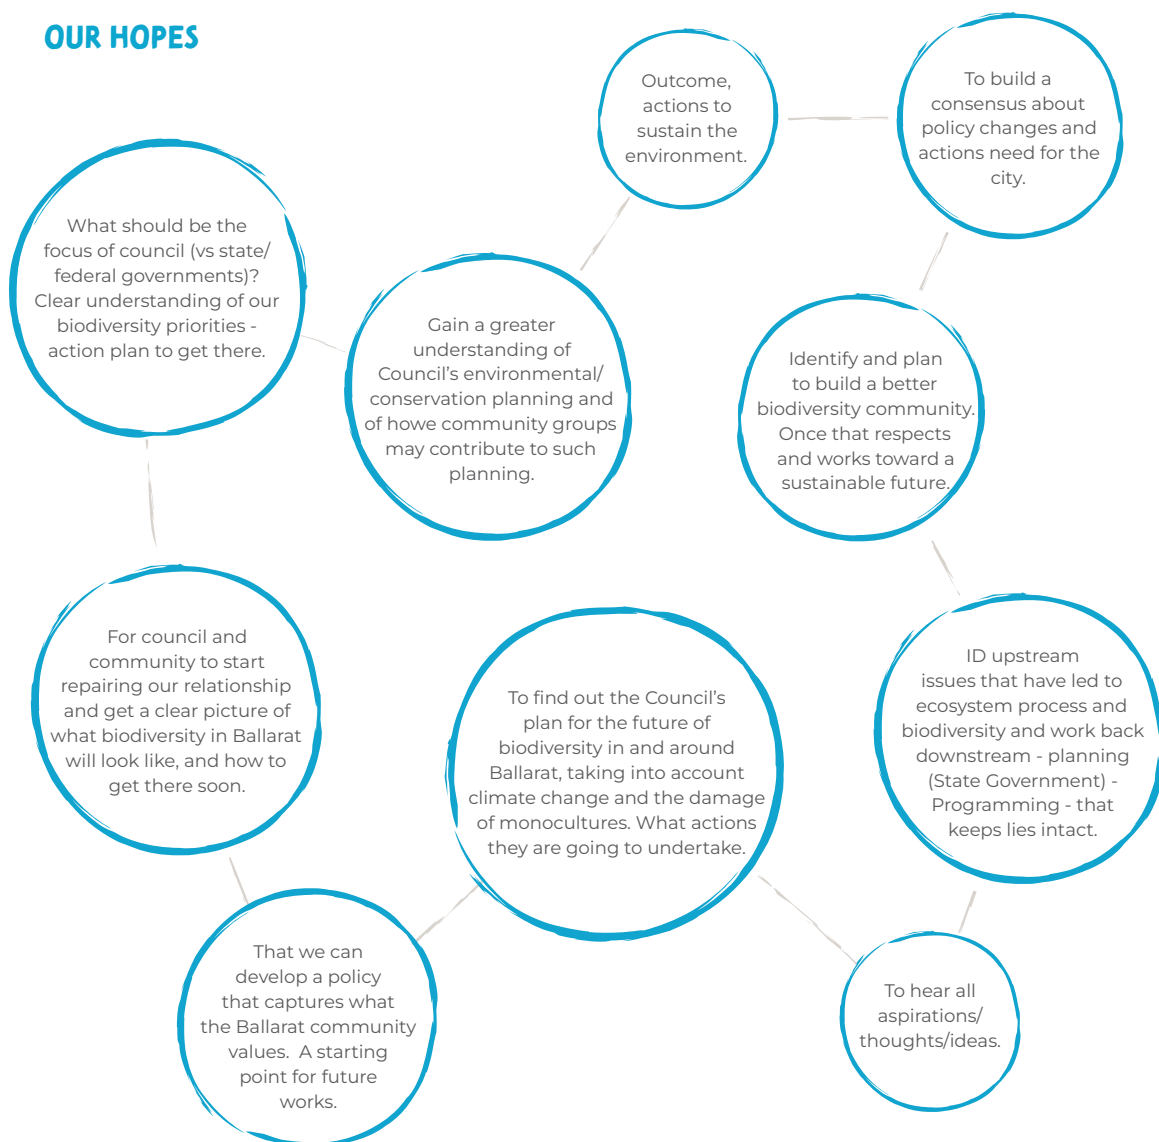 OUR HOPES
Outcome,
actions to
sustain the
environment.
To build a
consensus about
policy changes and
actions need for the
city.
What should be the
focus of council (vs state/
federal governments)?
Clear understanding of our
biodiversity priorities -
action plan to get there.
Gain a greater
understanding of
Council’s environmental/
conservation planning and
of howe community groups
may contribute to such
planning.
Identify and plan
to build a better
biodiversity community.
Once that respects
and works toward a
sustainable future.
For council and
community to start
repairing our relationship
and get a clear picture of
what biodiversity in Ballarat
will look like, and how to
get there soon.
To find out the Council’s
plan for the future of
biodiversity in and around
Ballarat, taking into account
climate change and the damage
of monocultures. What actions
they are going to undertake.
ID upstream
issues that have led to
ecosystem process and
biodiversity and work back
downstream - planning
(State Government) -
Programming - that
keeps lies intact.
That we can
develop a policy
that captures what
the Ballarat community
values.  A starting
point for future
works.
To hear all
aspirations/
thoughts/ideas.